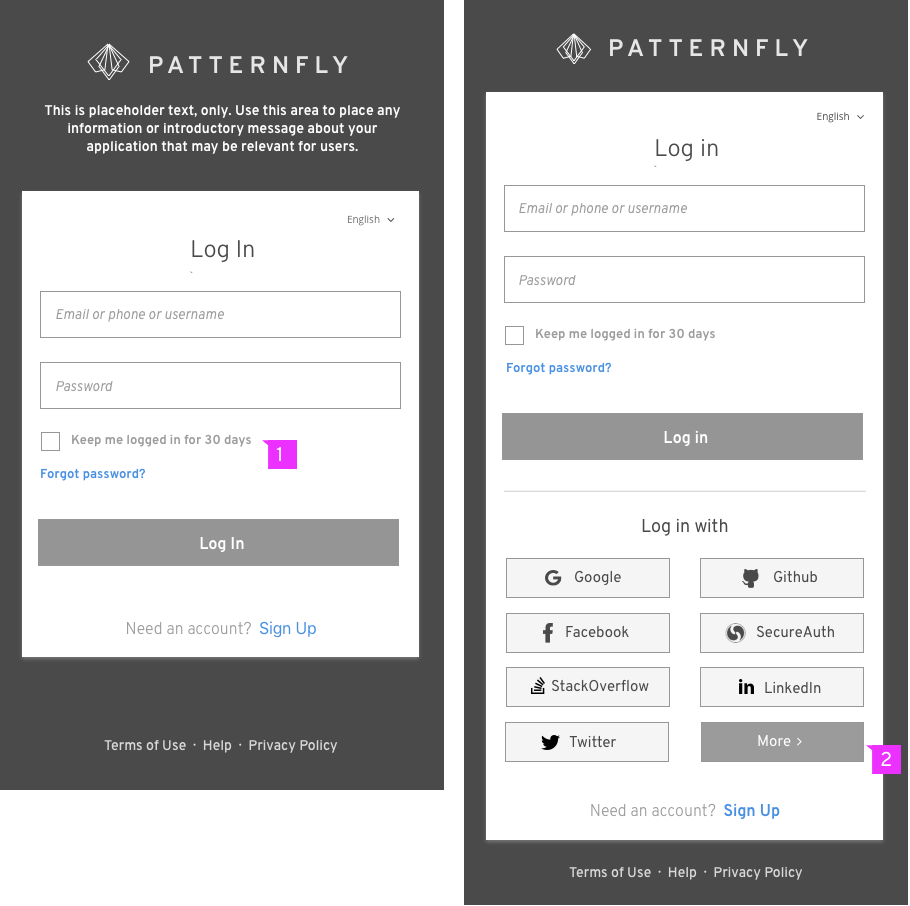 PATTERNFLY
This is placeholder text, only. Use this area to place any
information or introductory message about your
application that may be relevant for users.
English
Log In
Email or phone or username
Password
Keep me logged in for 30 days
1
Forgot password?
Log In
Need an account? Sign Up
Terms of Use · Help · Privacy Policy
PATTERNFLY
English
Log in
Email or phone or username
Password
Keep me logged in for 30 days
Forgot password?
Log in
Log in with
Google
Github
Facebook
SecureAuth
StackOverflow
LinkedIn
Twitter
More >
2
Need an account? Sign Up
Terms of Use · Help · Privacy Policy